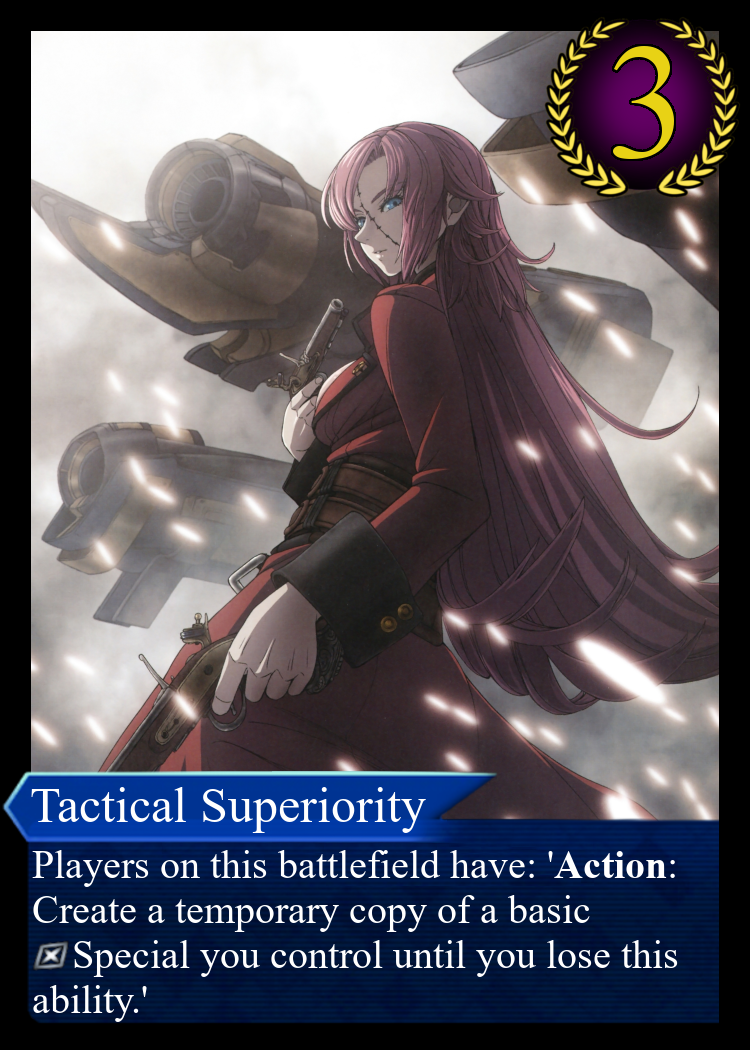 3
Tactical Superiority
Players on this battlefield have: 'Action:
Create a temporary copy of a basic
Special you control until you lose this
ability.'